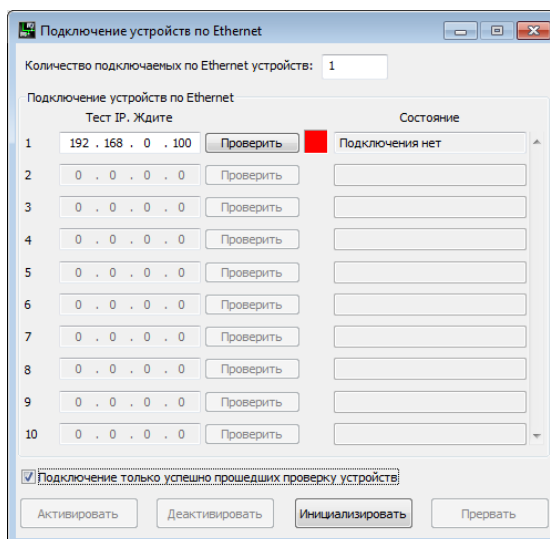 Подключение устройств по Ethernet
Количество подключаемых по Ethernet устройств: 1
Подключение устройств по Ethernet
Тест IP. Ждите Состояние
1 192 . 168 . 0 . 100 Проверить Подключения нет
2 0 . 0 . 0 . 0 Проверить
3 0 . 0 . 0 . 0 Проверить
4 0 . 0 . 0 . 0 Проверить
5 0 . 0 . 0 . 0 Проверить
6 0 . 0 . 0 . 0 Проверить
7 0 . 0 . 0 . 0 Проверить
8 0 . 0 . 0 . 0 Проверить
9 0 . 0 . 0 . 0 Проверить
10 0 . 0 . 0 . 0 Проверить
Подключение только успешно прошедших проверку устройств
Активировать Деактивировать Инициализировать Прервать